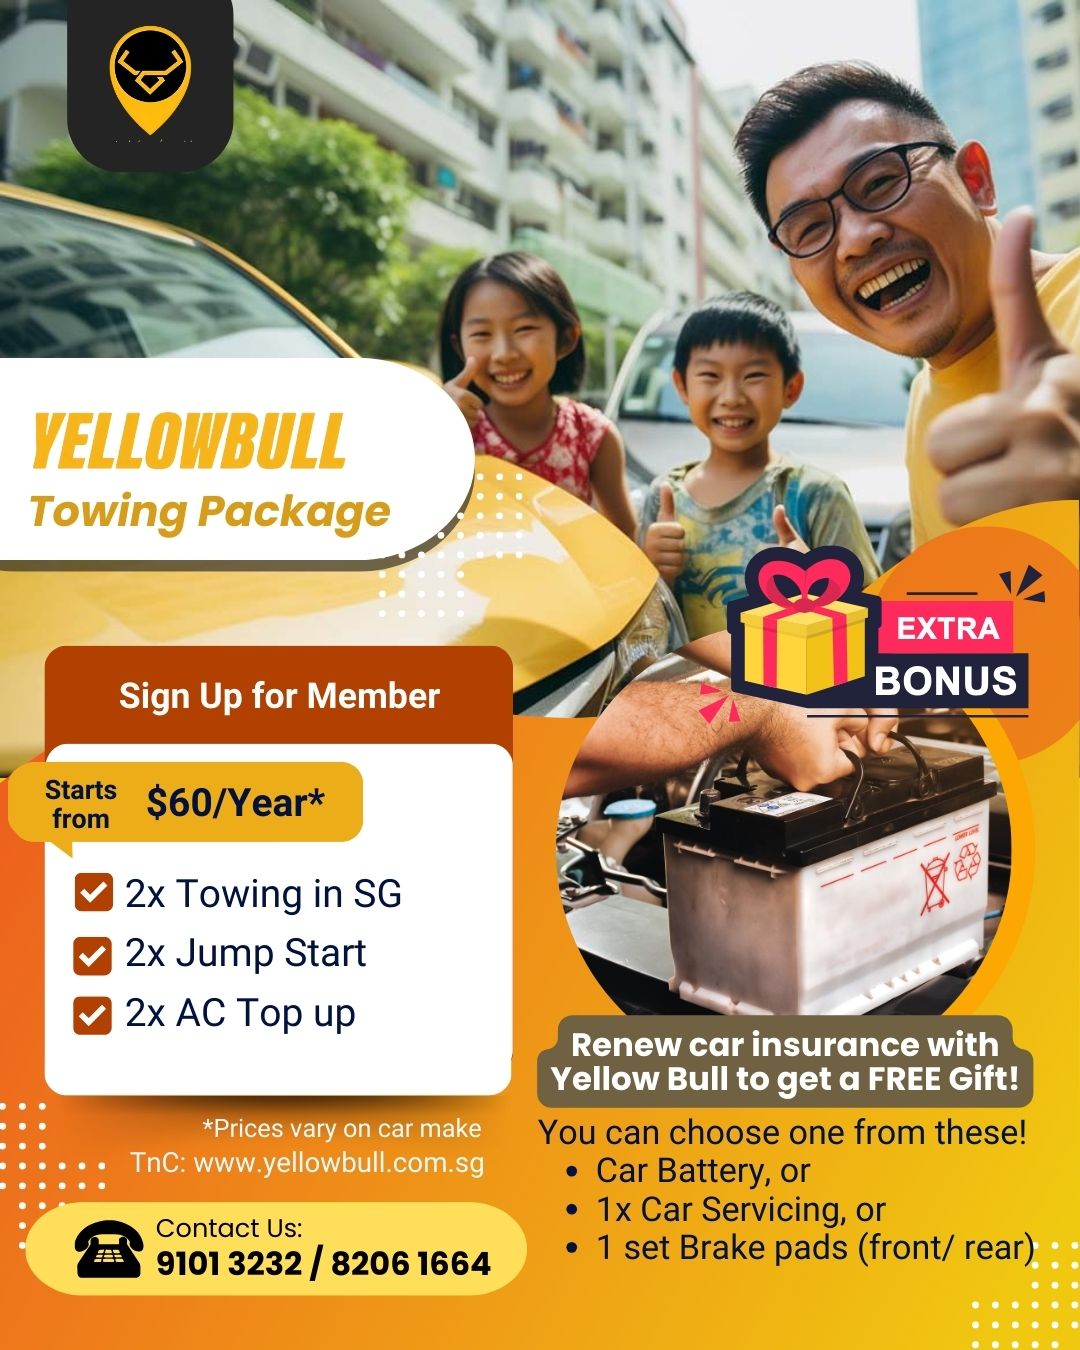 YELLOWBULL
Towing Package
EXTRA
BONUS
Sign Up for Member
Starts
from
$60/Year*
2x Towing in SG
2x Jump Start
2x AC Top up
Renew car insurance with
Yellow Bull to get a FREE Gift!
*Prices vary on car make
TnC: www.yellowbull.com.sg
You can choose one from these!
• Car Battery, or
• 1x Car Servicing, or
• 1 set Brake pads (front/ rear)
Contact Us:
9101 3232 / 8206 1664